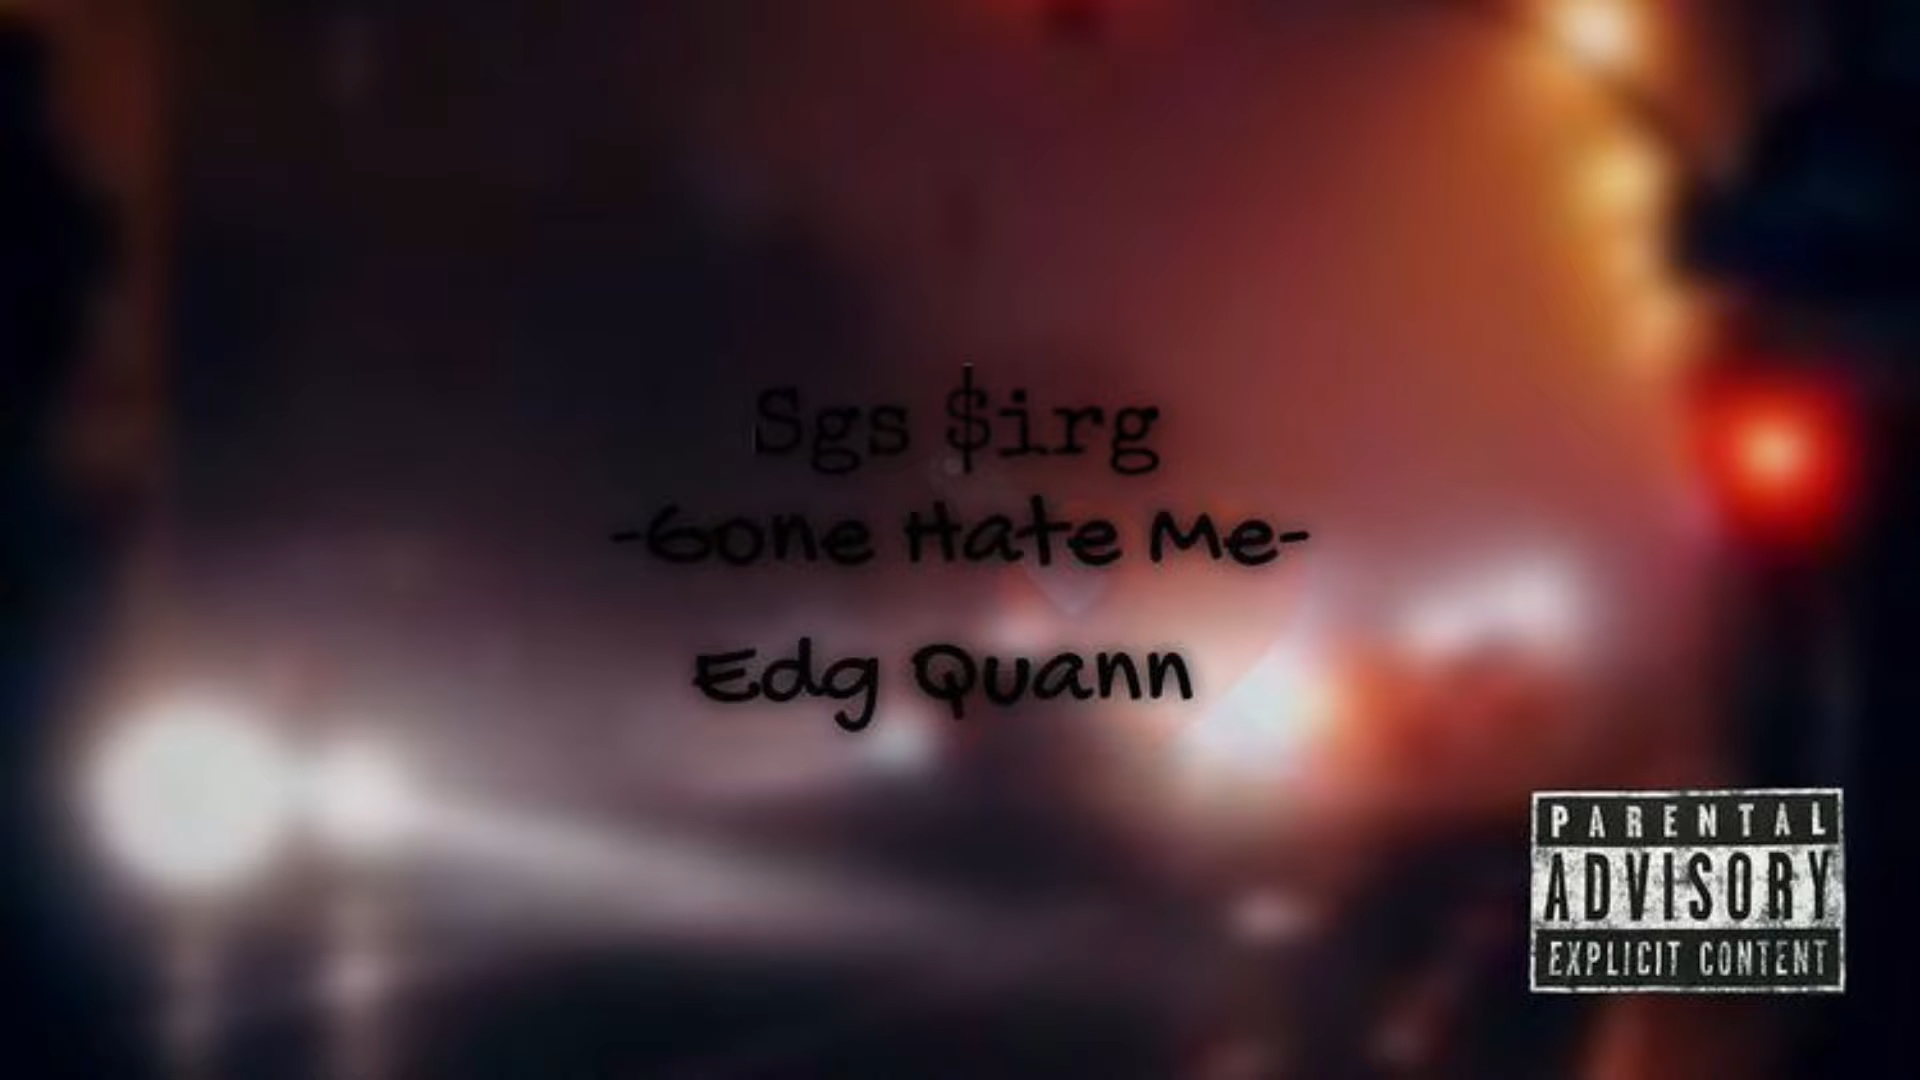 Sgs $irg
-Gone Hate Me-
Edg Quann
PARENTAL
ADVISORY
EXPLICIT CONTENT